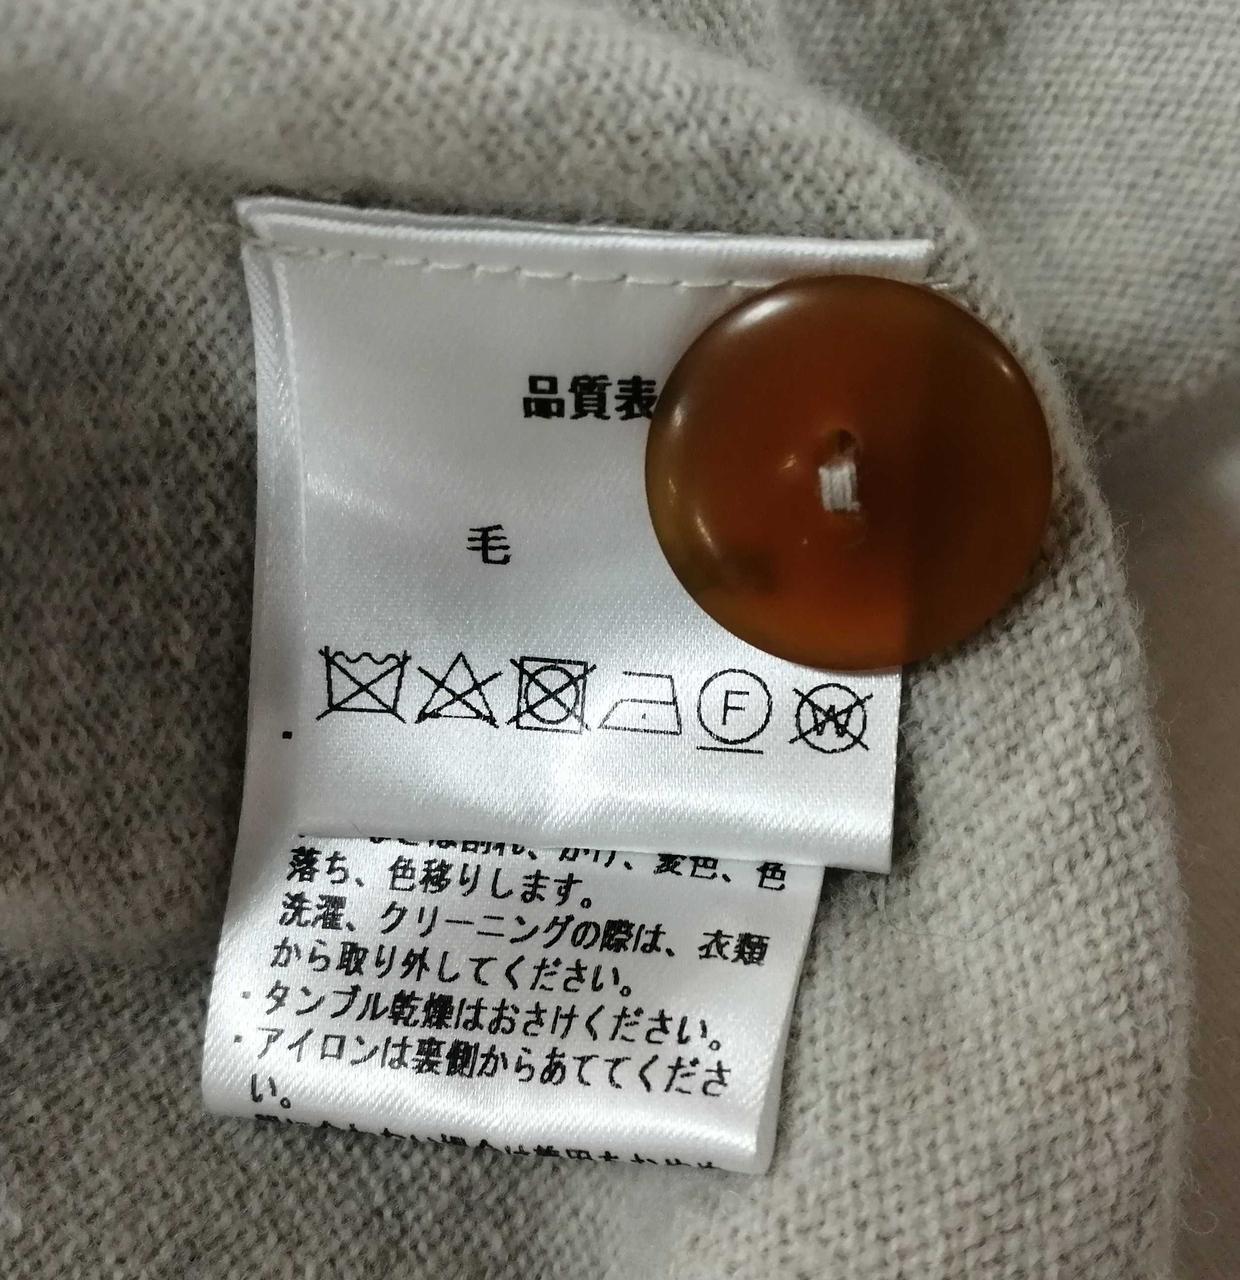 品質表
毛
F
W
落ち、色移りします。
洗濯、クリーニングの際は、衣類
から取り外してください。
・タンブル乾燥はおさけください。
・アイロンは裏側からあててくださ
い。